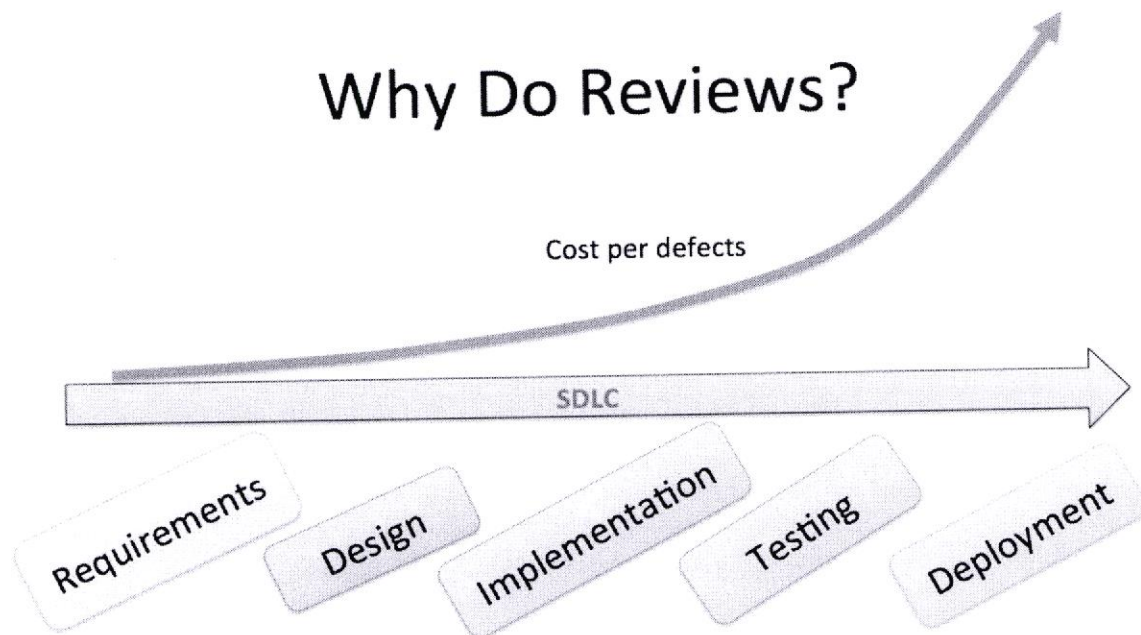 Why Do Reviews?
Cost per defects
SDLC
Requirements
Design
Implementation
Testing
Deployment